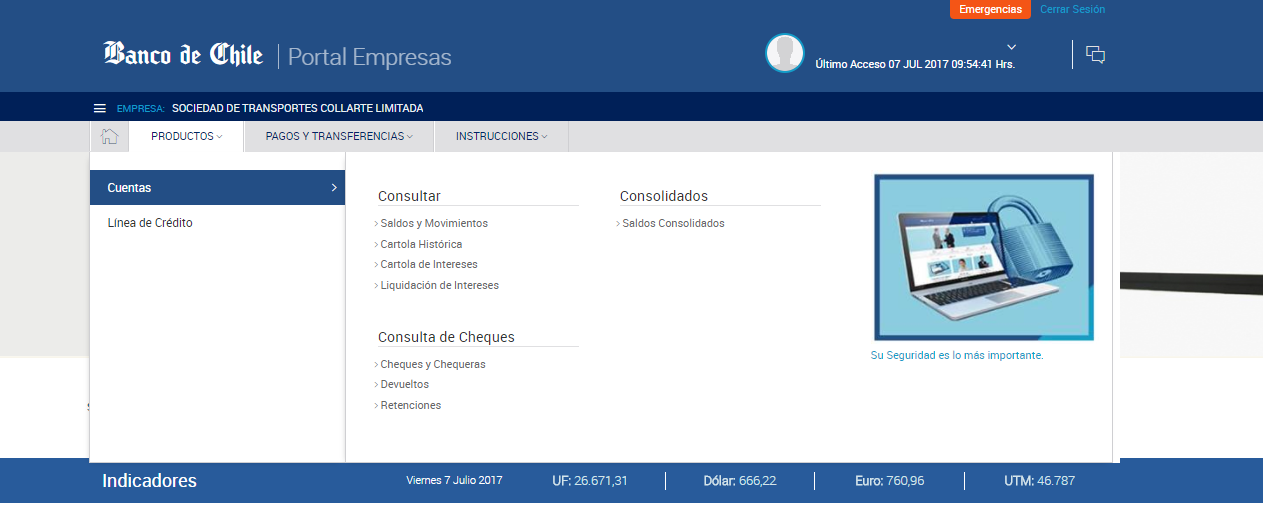 Emergencias Cerrar Sesión
Banco de Chile Portal Empresas
Último Acceso 07 JUL 2017 09:54:41 Hrs.
EMPRESA: SOCIEDAD DE TRANSPORTES COLLARTE LIMITADA
PRODUCTOS PAGOS Y TRANSFERENCIAS INSTRUCCIONES
Cuentas
Línea de Crédito
Consultar
Saldos y Movimientos
Cartola Histórica
Cartola de Intereses
Liquidación de Intereses
Consulta de Cheques
Cheques y Chequeras
Devueltos
Retenciones
Consolidados
Saldos Consolidados
Su Seguridad es lo más importante.
Indicadores Viernes 7 Julio 2017 UF: 26.671,31 Dólar: 666,22 Euro: 760,96 UTM: 46.787